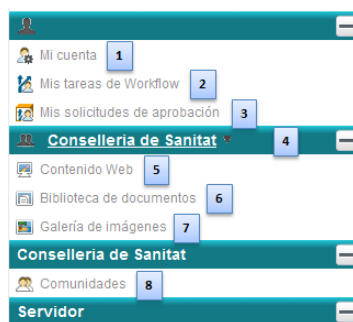 Mi cuenta 1
Mis tareas de Workflow 2
Mis solicitudes de aprobación 3
Conselleria de Sanitat 4
Contenido Web 5
Biblioteca de documentos 6
Galería de imágenes 7
Conselleria de Sanitat
Comunidades 8
Servidor